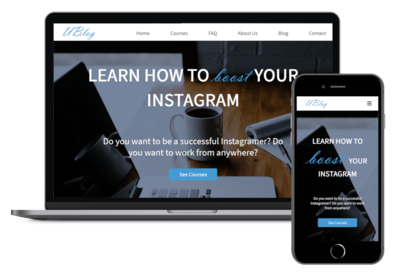 UBlog
Home Courses FAQ About Us Blog Contact
LEARN HOW TO boost YOUR
INSTAGRAM
Do you want to be a successful Instagramer? Do
you want to work from anywhere?
See Courses
UBlog
LEARN HOW TO
boost YOUR
INSTAGRAM
Do you want to be a successful
Instagramer? Do you want to work from
anywhere?
See Courses